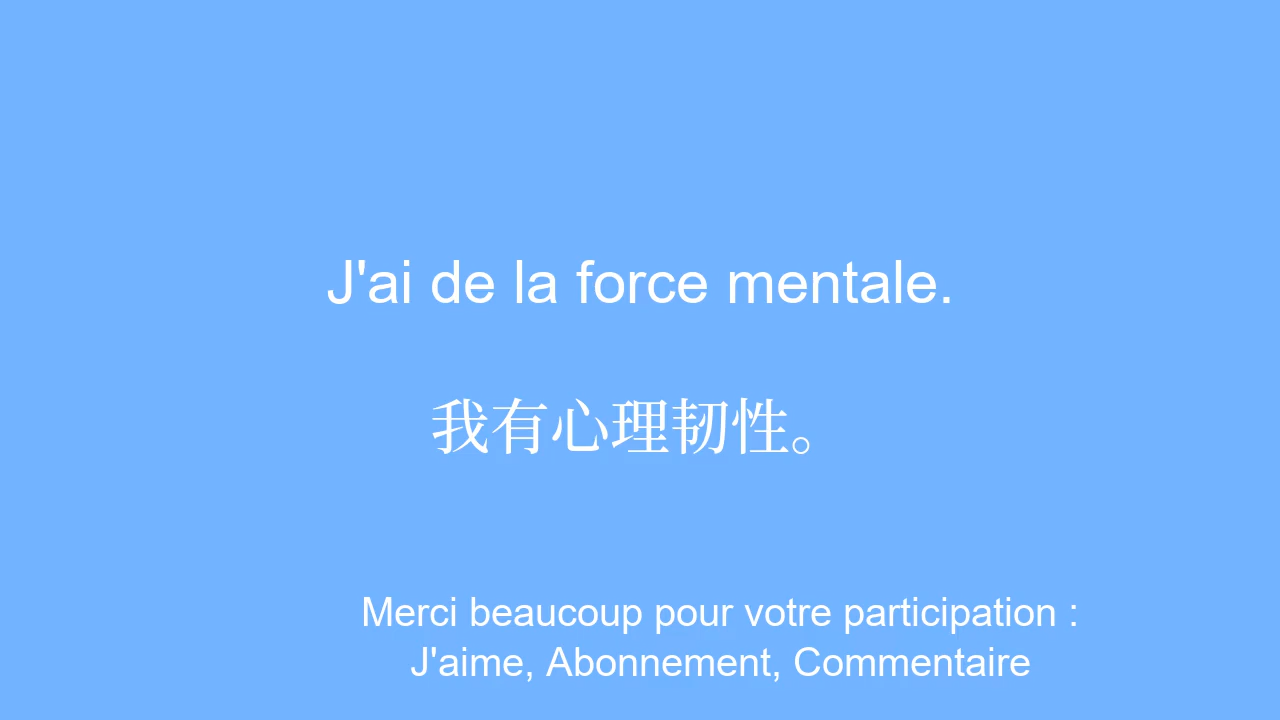 J'ai de la force mentale.
我有心理韧性。
Merci beaucoup pour votre participation :
J'aime, Abonnement, Commentaire